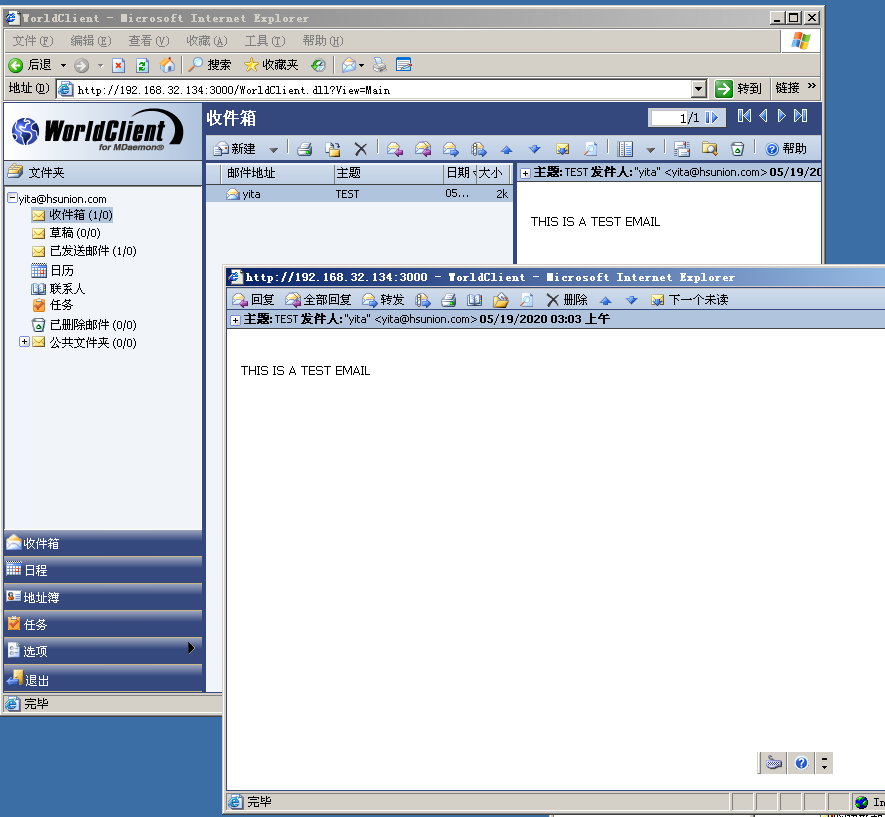 WorldClient - Microsoft Internet Explorer
文件(F) 编辑(E) 查看(V) 收藏(A) 工具(T) 帮助(H)
后退 搜索 收藏夹
地址(D) http://192.168.32.134:3000/WorldClient.dll?View=Main 转到 链接 »
WorldClient
for MDaemon®
收件箱 1/1
新建 帮助
文件夹
邮件地址 主题 日期 大小
yita TEST 05... 2k
主题:TEST 发件人:"yita" <yita@hsunion.com> 05/19/20
THIS IS A TEST EMAIL
yita@hsunion.com
收件箱 (1/0)
草稿 (0/0)
已发送邮件 (1/0)
日历
联系人
任务
已删除邮件 (0/0)
公共文件夹 (0/0)
收件箱
日程
地址簿
任务
选项
退出
完毕
http://192.168.32.134:3000 - WorldClient - Microsoft Internet Explorer
回复 全部回复 转发 删除 下一个未读
主题:TEST 发件人:"yita" <yita@hsunion.com> 05/19/2020 03:03 上午
THIS IS A TEST EMAIL
完毕 In